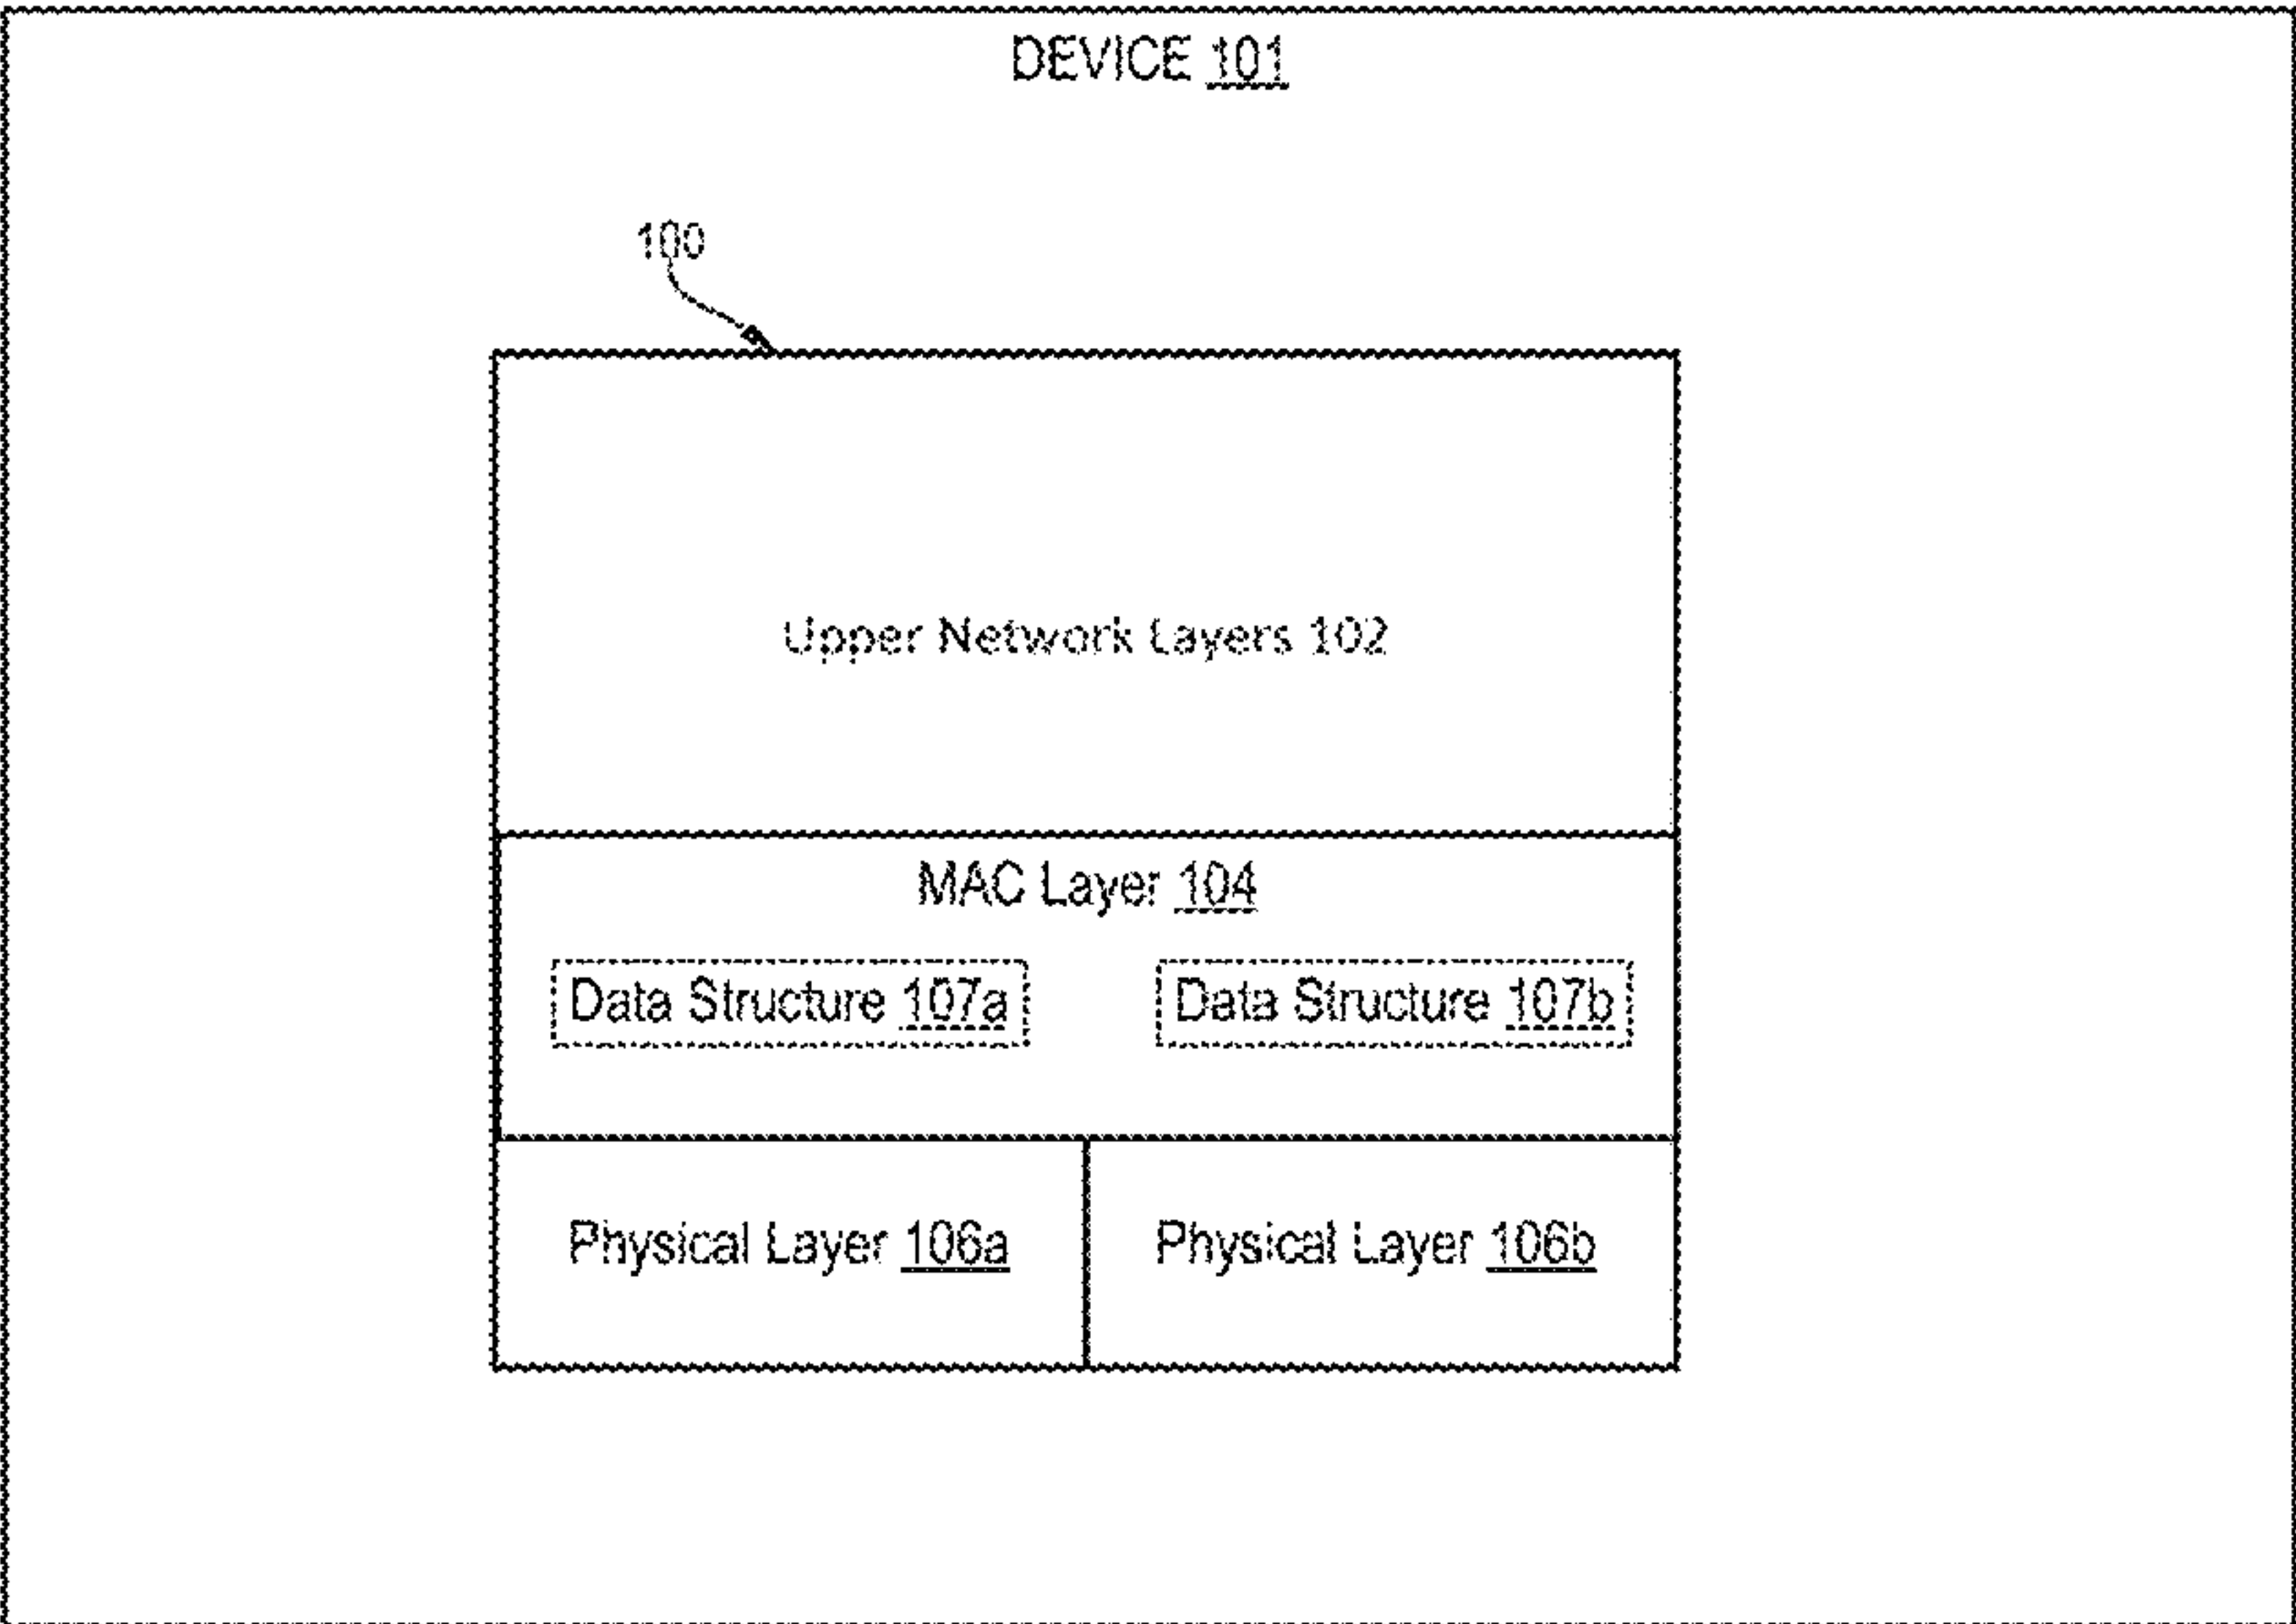 DEVICE 101
100
Upper Network Layers 102
MAC Layer 104
Data Structure 107a Data Structure 107b
Physical Layer 106a Physical Layer 106b